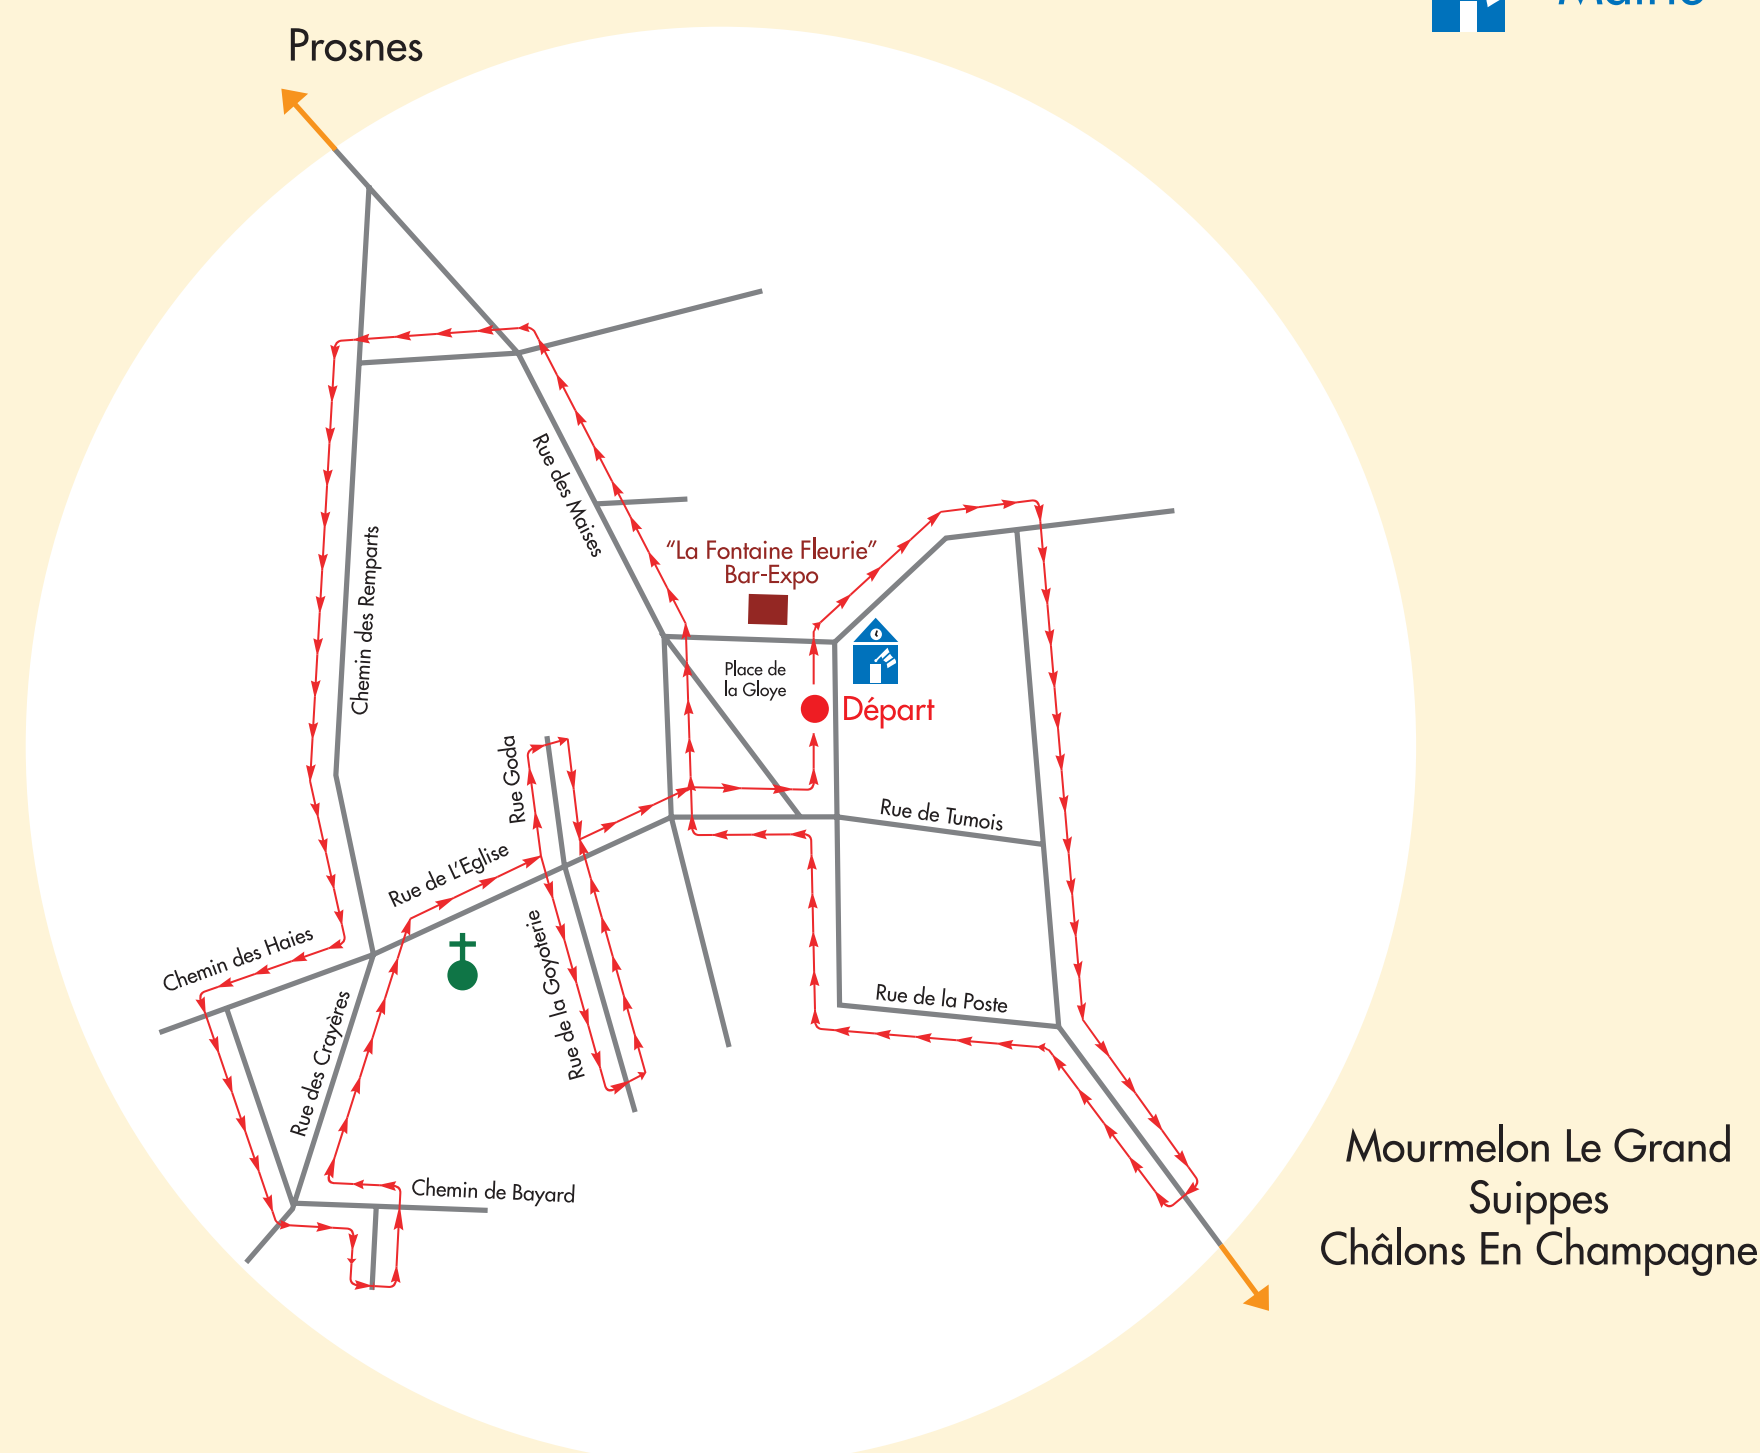 Mairie
Prosnes
Rue des Maises
"La Fontaine Fleurie"
Bar-Expo
Chemin des Remparts
Place de
la Gloye
Départ
Rue Goda
Rue de Tumois
Rue de L'Eglise
Chemin des Haies
Rue de la Goyoterie
Rue de la Poste
Rue des Crayères
Chemin de Bayard
Mourmelon Le Grand
Suippes
Châlons En Champagne